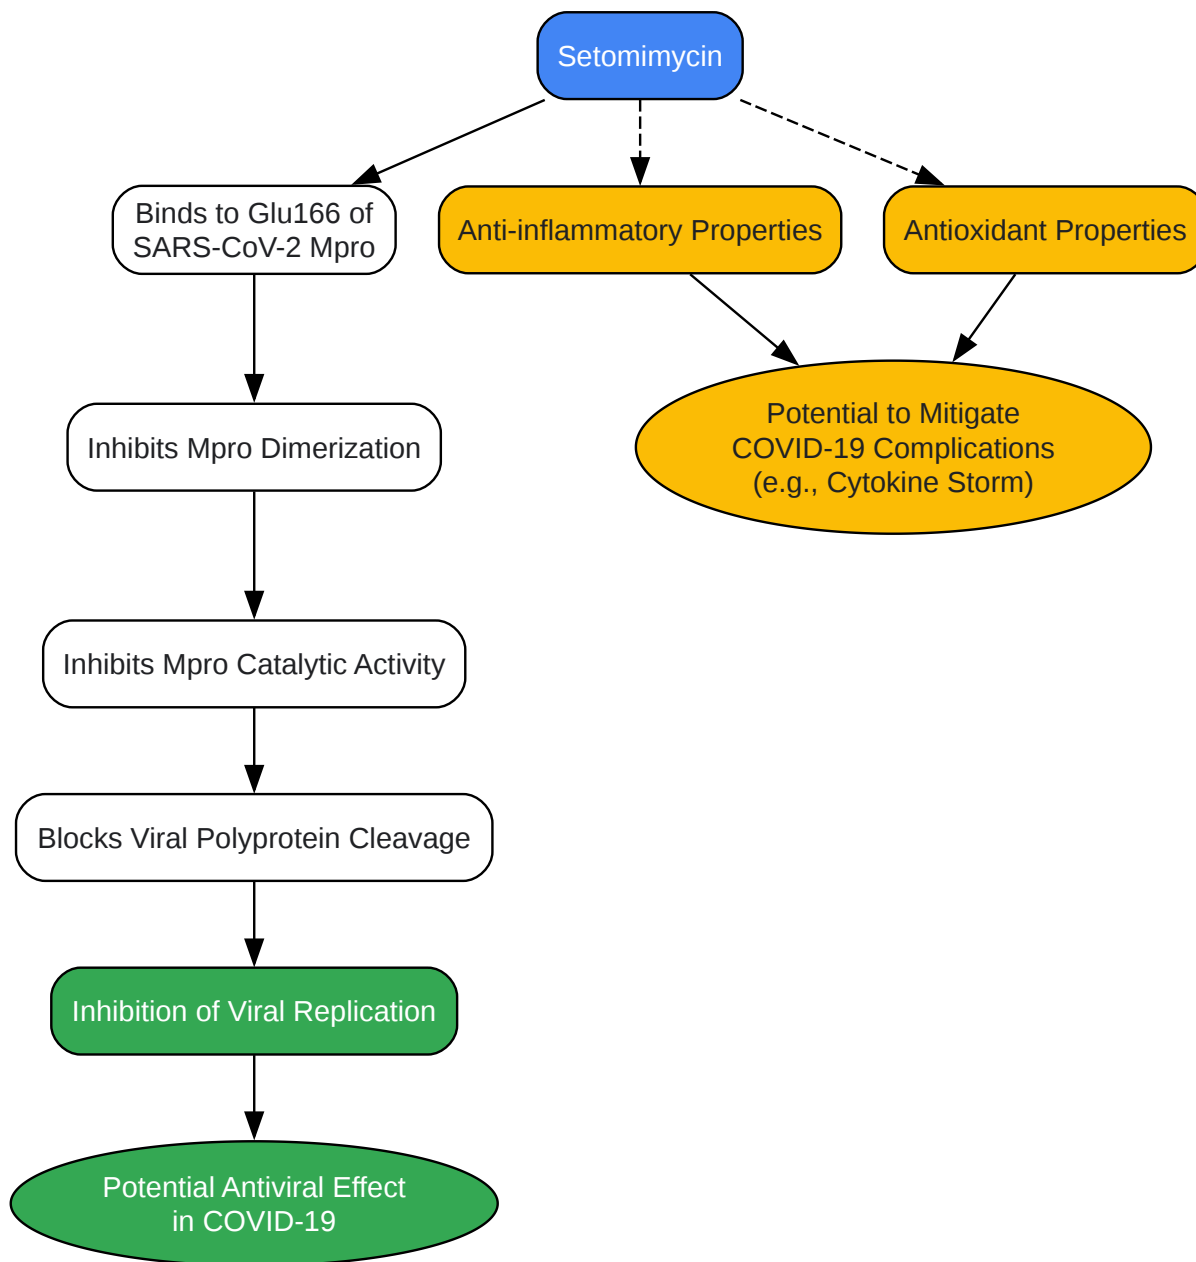 Setomimycin
Binds to Glu166 of
SARS-CoV-2 Mpro
Anti-inflammatory Properties
Antioxidant Properties
Inhibits Mpro Dimerization
Potential to Mitigate
COVID-19 Complications
(e.g., Cytokine Storm)
Inhibits Mpro Catalytic Activity
Blocks Viral Polyprotein Cleavage
Inhibition of Viral Replication
Potential Antiviral Effect
in COVID-19